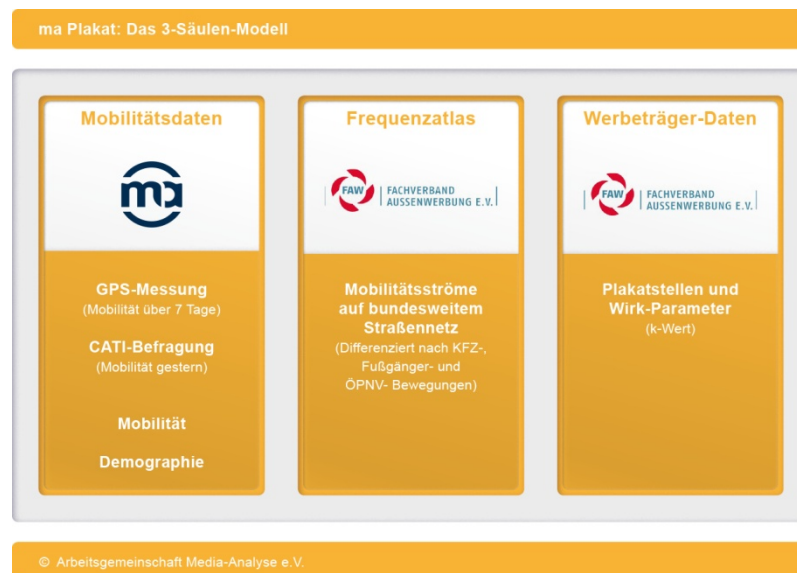 ma Plakat: Das 3-Säulen-Modell
Mobilitätsdaten
ma
GPS-Messung
(Mobilität über 7 Tage)
CATI-Befragung
(Mobilität gestern)
Mobilität
Demographie
Frequenzatlas
FAW
FACHVERBAND
AUSSENWERBUNG E.V.
Mobilitätsströme
auf bundesweitem
Straßennetz
(Differenziert nach KFZ-,
Fußgänger- und
ÖPNV- Bewegungen)
Werbeträger-Daten
FAW
FACHVERBAND
AUSSENWERBUNG E.V.
Plakatstellen und
Wirk-Parameter
(k-Wert)
© Arbeitsgemeinschaft Media-Analyse e.V.